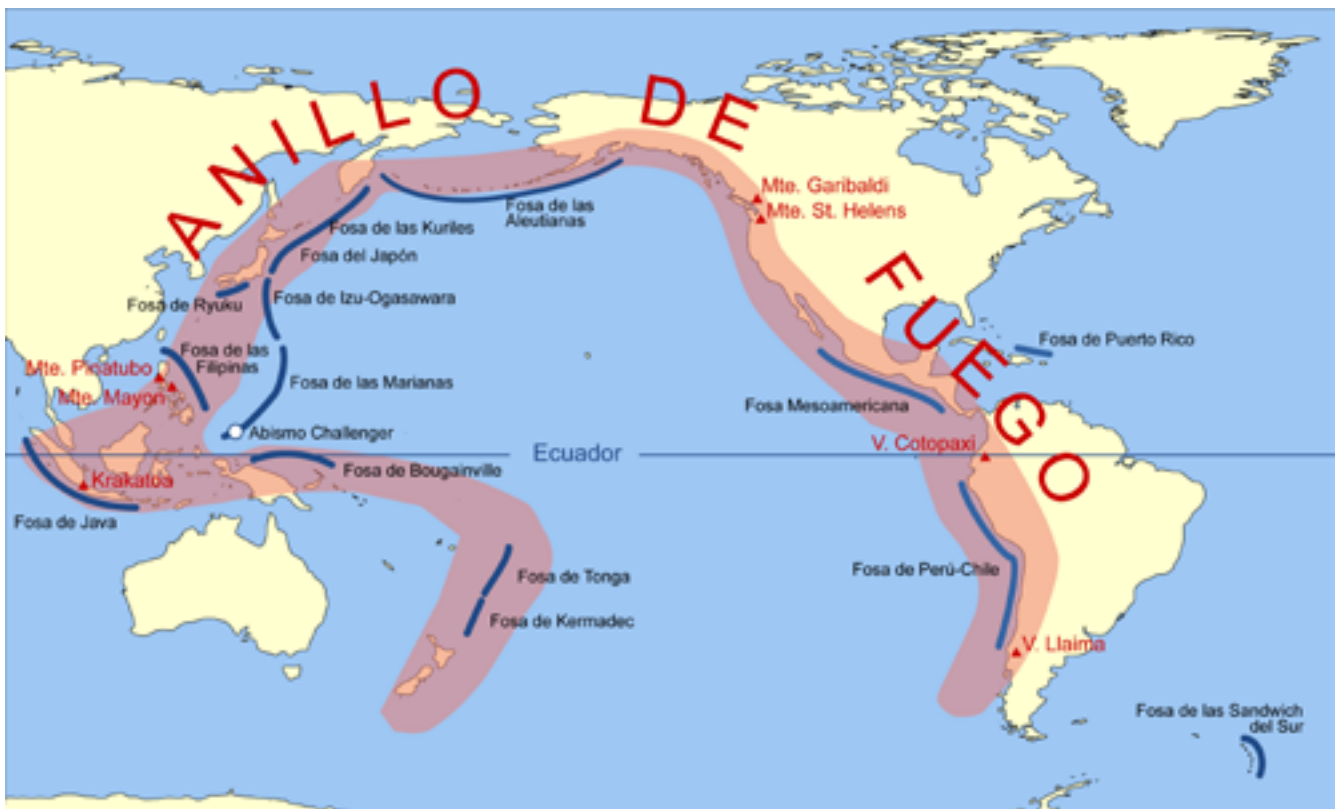 ANILLO DE FUEGO
Mte. Garibaldi
Mte. St. Helens
Fosa de las
Aleutianas
Fosa de las Kuriles
Fosa del Japón
Fosa de Ryuku
Fosa de Izu-Ogasawara
Fosa de Puerto Rico
Fosa de las
Filipinas
Mte. Pinatubo
Mte. Mayon
Fosa de las Marianas
Fosa Mesoamericana
Abismo Challenger
V. Cotopaxi
Ecuador
Fosa de Bougainville
Krakatoa
Fosa de Java
Fosa de Tonga
Fosa de Perú-Chile
Fosa de Kermadec
V. Llaima
Fosa de las Sandwich
del Sur